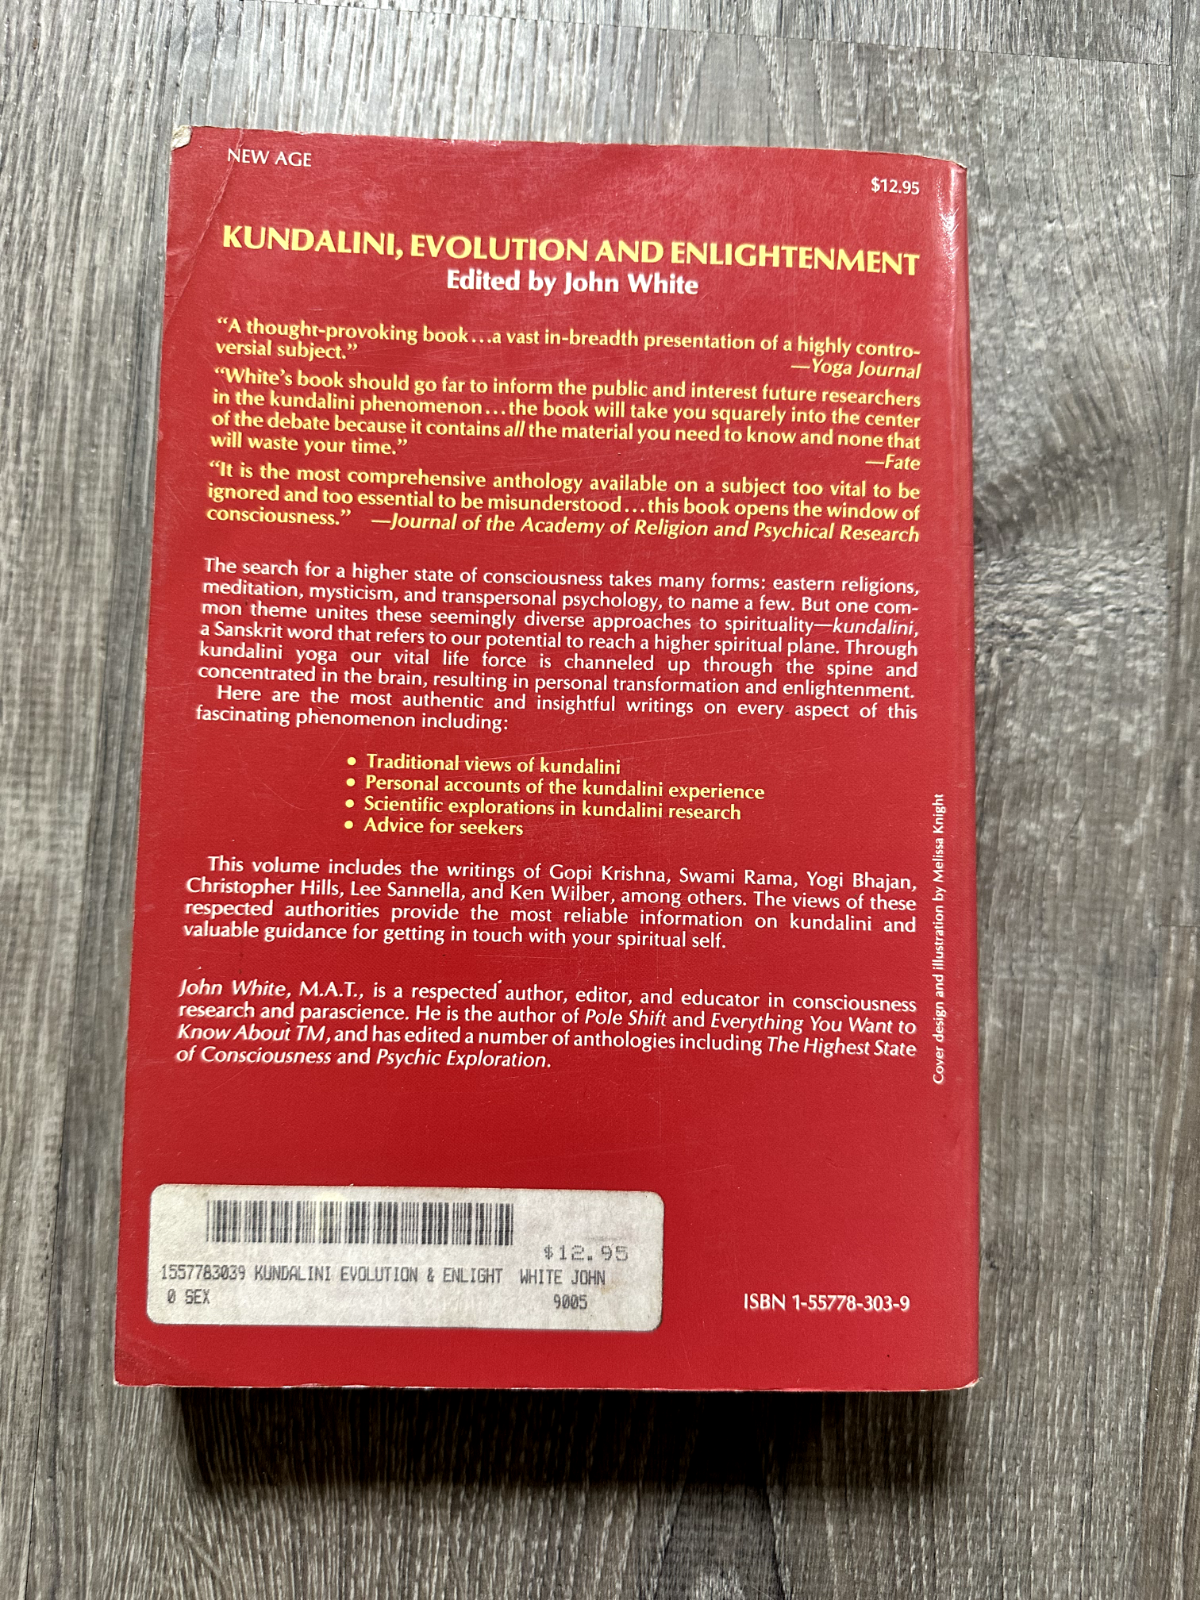 NEW AGE
$12.95
KUNDALINI, EVOLUTION AND ENLIGHTENMENT
Edited by John White
“A thought-provoking book...a vast in-breadth presentation of a highly contro-
versial subject.”
—Yoga Journal
“White’s book should go far to inform the public and interest future researchers
in the kundalini phenomenon...the book will take you squarely into the center
of the debate because it contains all the material you need to know and none that
will waste your time.”
—Fate
“It is the most comprehensive anthology available on a subject too vital to be
ignored and too essential to be misunderstood...this book opens the window of
consciousness.” —Journal of the Academy of Religion and Psychical Research
The search for a higher state of consciousness takes many forms: eastern religions,
meditation, mysticism, and transpersonal psychology, to name a few. But one com-
mon theme unites these seemingly diverse approaches to spirituality—kundalini,
a Sanskrit word that refers to our potential to reach a higher spiritual plane. Through
kundalini yoga our vital life force is channeled up through the spine and
concentrated in the brain, resulting in personal transformation and enlightenment.
Here are the most authentic and insightful writings on every aspect of this
fascinating phenomenon including:
• Traditional views of kundalini
• Personal accounts of the kundalini experience
• Scientific explorations in kundalini research
• Advice for seekers
This volume includes the writings of Gopi Krishna, Swami Rama, Yogi Bhajan,
Christopher Hills, Lee Sannella, and Ken Wilber, among others. The views of these
respected authorities provide the most reliable information on kundalini and
valuable guidance for getting in touch with your spiritual self.
John White, M.A.T., is a respected author, editor, and educator in consciousness
research and parascience. He is the author of Pole Shift and Everything You Want to
Know About TM, and has edited a number of anthologies including The Highest State
of Consciousness and Psychic Exploration.
Cover design and illustration by Melissa Knight
$12.95
1557783039 KUNDALINI EVOLUTION & ENLIGHT WHITE JOHN
0 SEX 9005
ISBN 1-55778-303-9